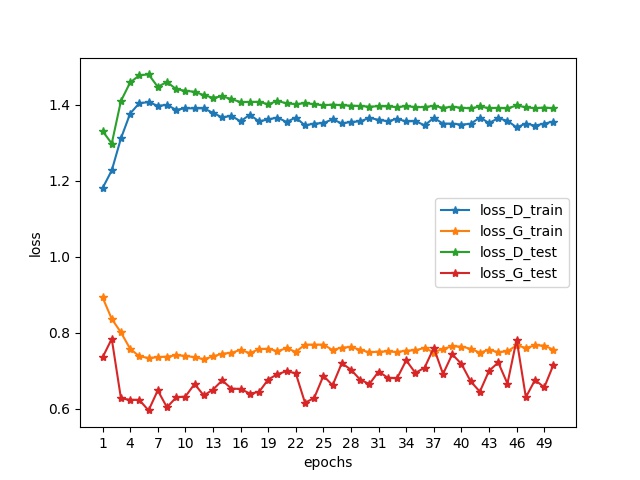 1.4
1.2
1.0
0.8
0.6
loss
loss_D_train
loss_G_train
loss_D_test
loss_G_test
1 4 7 10 13 16 19 22 25 28 31 34 37 40 43 46 49
epochs